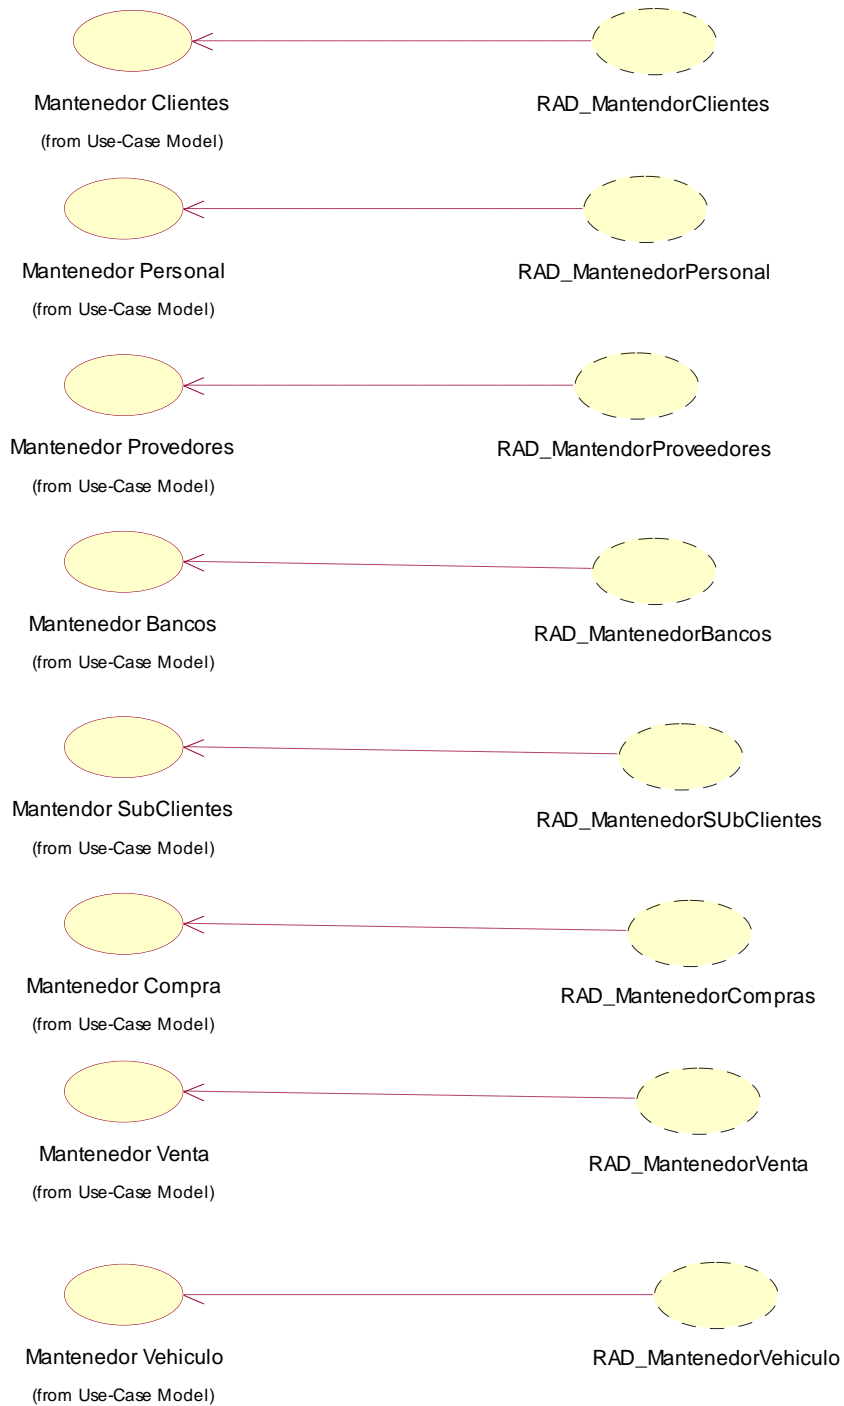 Mantenedor Clientes
RAD_MantendorClientes
(from Use-Case Model)
Mantenedor Personal
RAD_MantenedorPersonal
(from Use-Case Model)
Mantenedor Provedores
RAD_MantendorProveedores
(from Use-Case Model)
Mantenedor Bancos
RAD_MantenedorBancos
(from Use-Case Model)
Mantendor SubClientes
RAD_MantenedorSUbClientes
(from Use-Case Model)
Mantenedor Compra
RAD_MantenedorCompras
(from Use-Case Model)
Mantenedor Venta
RAD_MantenedorVenta
(from Use-Case Model)
Mantenedor Vehiculo
RAD_MantenedorVehiculo
(from Use-Case Model)